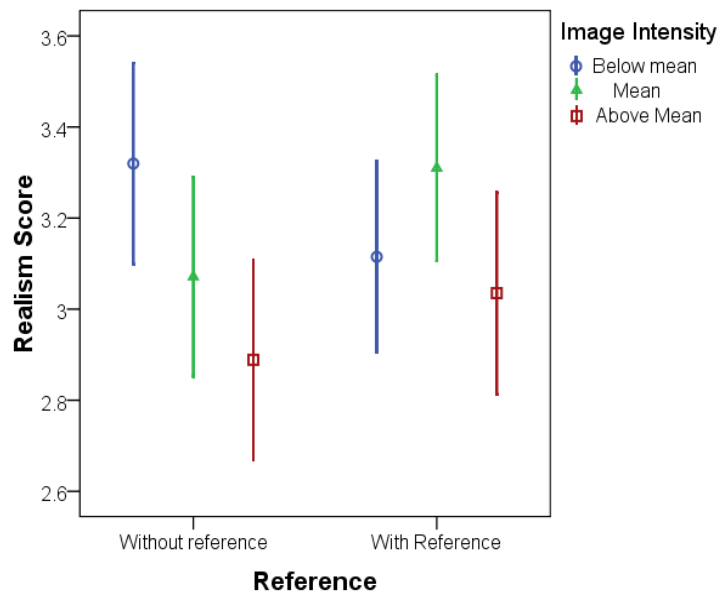 Image Intensity
Below mean
Mean
Above Mean
Realism Score
3.6
3.4
3.2
3
2.8
2.6
Without reference
With Reference
Reference